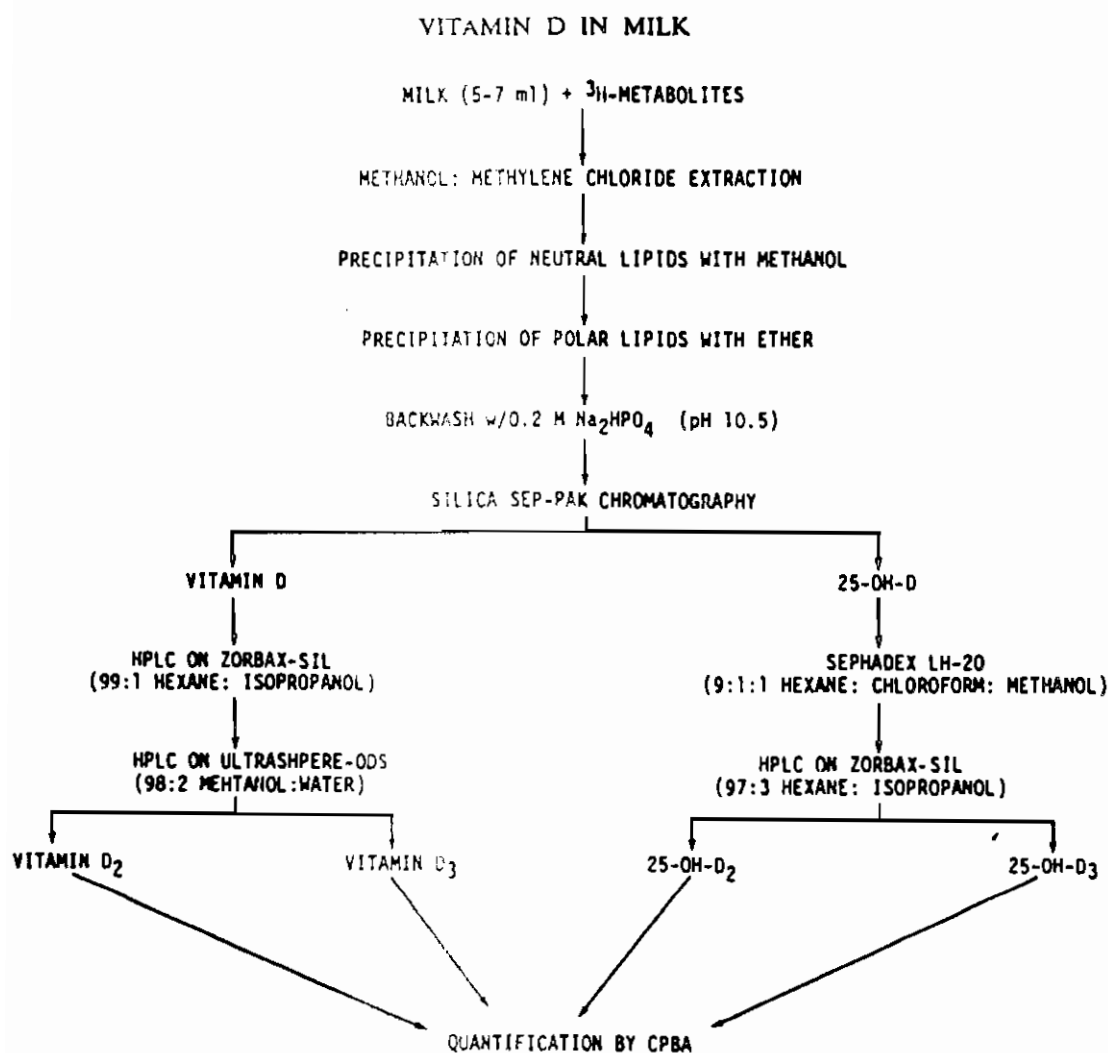 VITAMIN D IN MILK
MILK (5-7 ml) + ³H-METABOLITES
METHANOL: METHYLENE CHLORIDE EXTRACTION
PRECIPITATION OF NEUTRAL LIPIDS WITH METHANOL
PRECIPITATION OF POLAR LIPIDS WITH ETHER
BACKWASH w/0.2 M Na₂HPO₄ (pH 10.5)
SILICA SEP-PAK CHROMATOGRAPHY
VITAMIN D
25-OH-D
HPLC ON ZORBAX-SIL
(99:1 HEXANE: ISOPROPANOL)
SEPHADEX LH-20
(9:1:1 HEXANE: CHLOROFORM: METHANOL)
HPLC ON ULTRASHPERE-ODS
(98:2 MEHTANOL:WATER)
HPLC ON ZORBAX-SIL
(97:3 HEXANE: ISOPROPANOL)
VITAMIN D₂
VITAMIN D₃
25-OH-D₂
25-OH-D₃
QUANTIFICATION BY CPBA